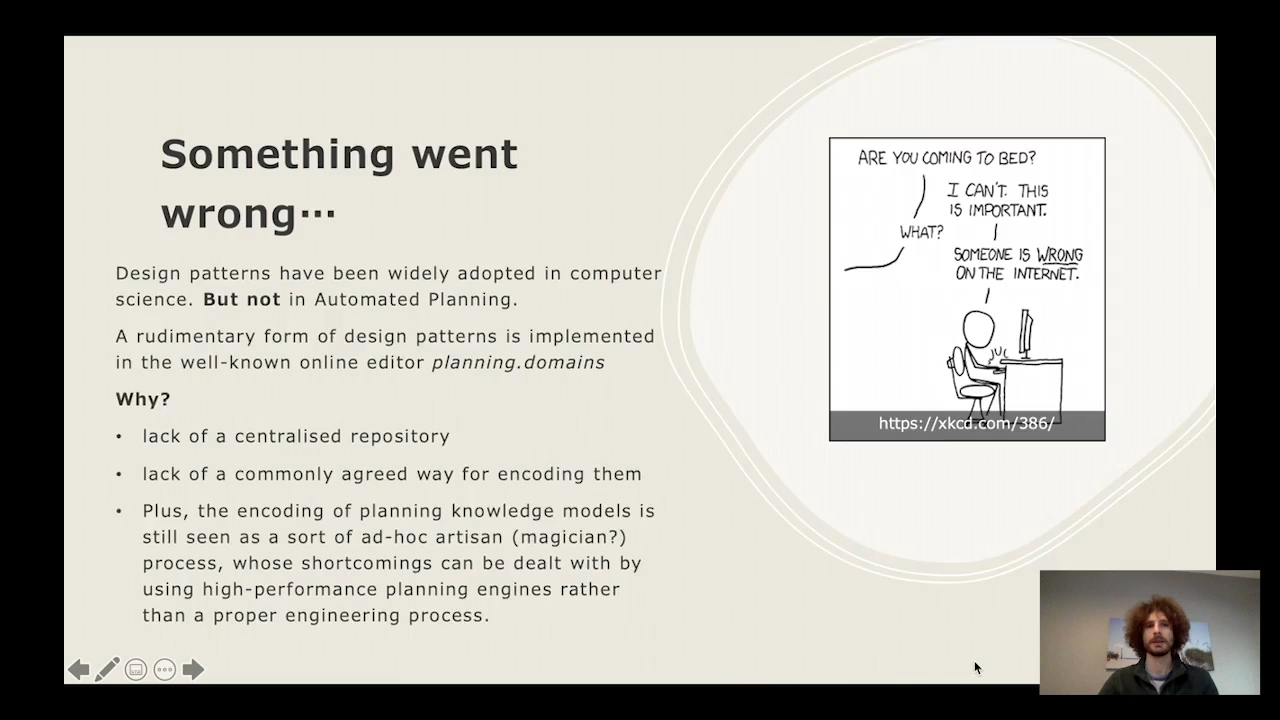 Something went
wrong…
Design patterns have been widely adopted in computer
science. But not in Automated Planning.
A rudimentary form of design patterns is implemented
in the well-known online editor planning.domains
Why?
• lack of a centralised repository
• lack of a commonly agreed way for encoding them
• Plus, the encoding of planning knowledge models is
still seen as a sort of ad-hoc artisan (magician?)
process, whose shortcomings can be dealt with by
using high-performance planning engines rather
than a proper engineering process.
ARE YOU COMING TO BED?
I CAN'T. THIS
IS IMPORTANT.
WHAT?
SOMEONE IS WRONG
ON THE INTERNET.
https://xkcd.com/386/